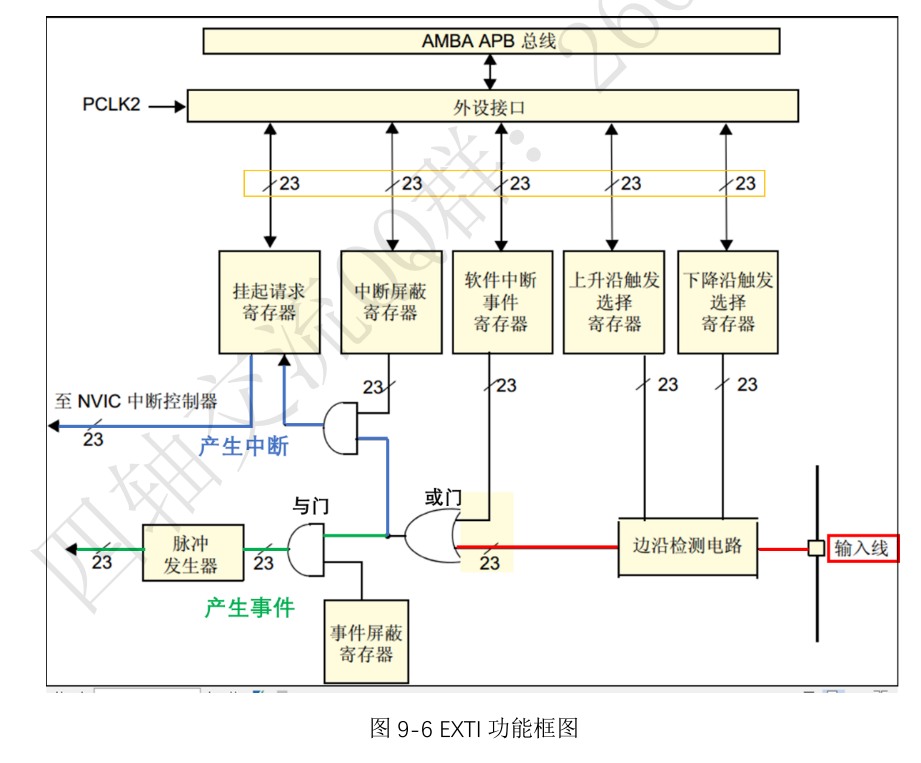 AMBA APB 总线
PCLK2
外设接口
23
23
23
23
23
挂起请求
寄存器
中断屏蔽
寄存器
软件中断
事件
寄存器
上升沿触发
选择
寄存器
下降沿触发
选择
寄存器
23
23
23
23
至 NVIC 中断控制器
23
产生中断
与门
或门
脉冲
发生器
23
23
23
边沿检测电路
输入线
产生事件
事件屏蔽
寄存器
四轴交流QQ群：26
图 9-6 EXTI 功能框图